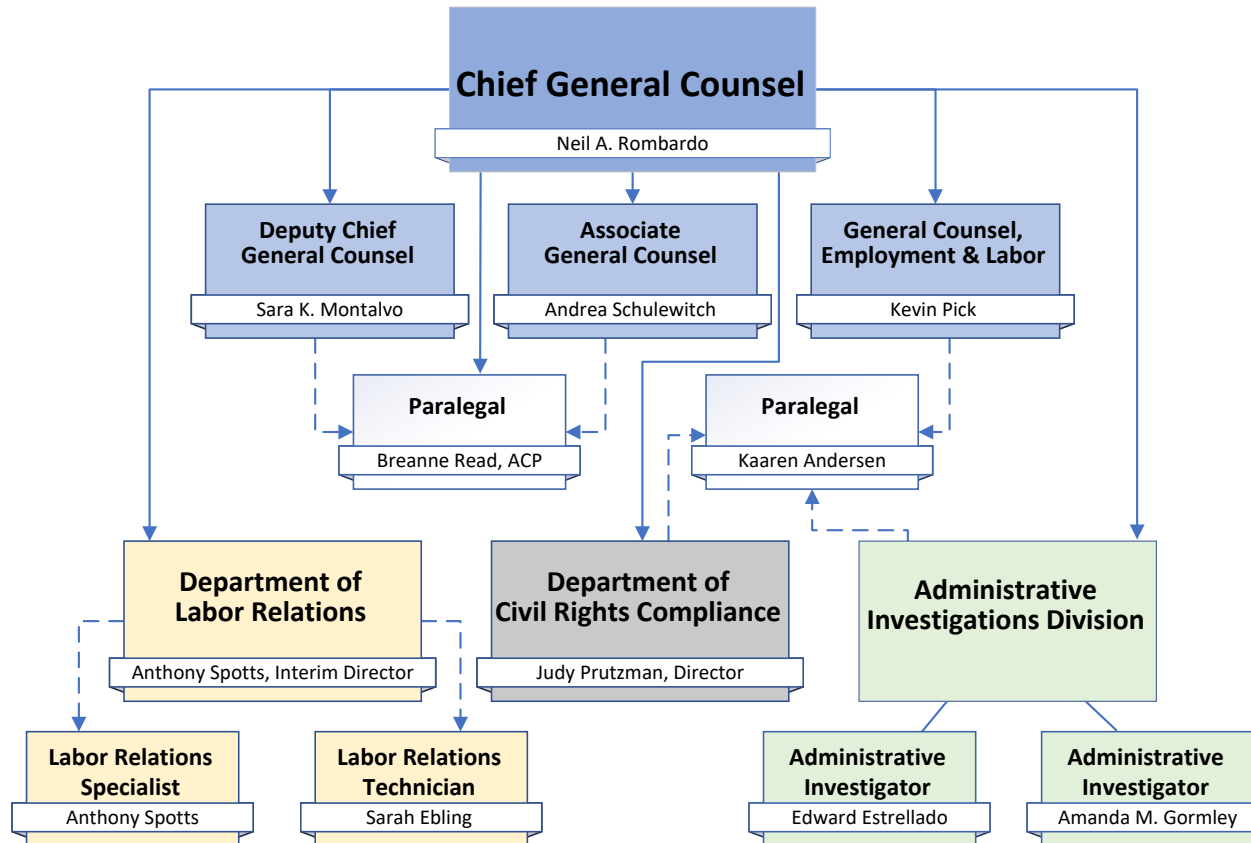 Chief General Counsel
Neil A. Rombardo
Deputy Chief
General Counsel
Sara K. Montalvo
Associate
General Counsel
Andrea Schulewitch
General Counsel,
Employment & Labor
Kevin Pick
Paralegal
Breanne Read, ACP
Paralegal
Kaaren Andersen
Department of
Labor Relations
Anthony Spotts, Interim Director
Department of
Civil Rights Compliance
Judy Prutzman, Director
Administrative
Investigations Division
Labor Relations
Specialist
Anthony Spotts
Labor Relations
Technician
Sarah Ebling
Administrative
Investigator
Edward Estrellado
Administrative
Investigator
Amanda M. Gormley